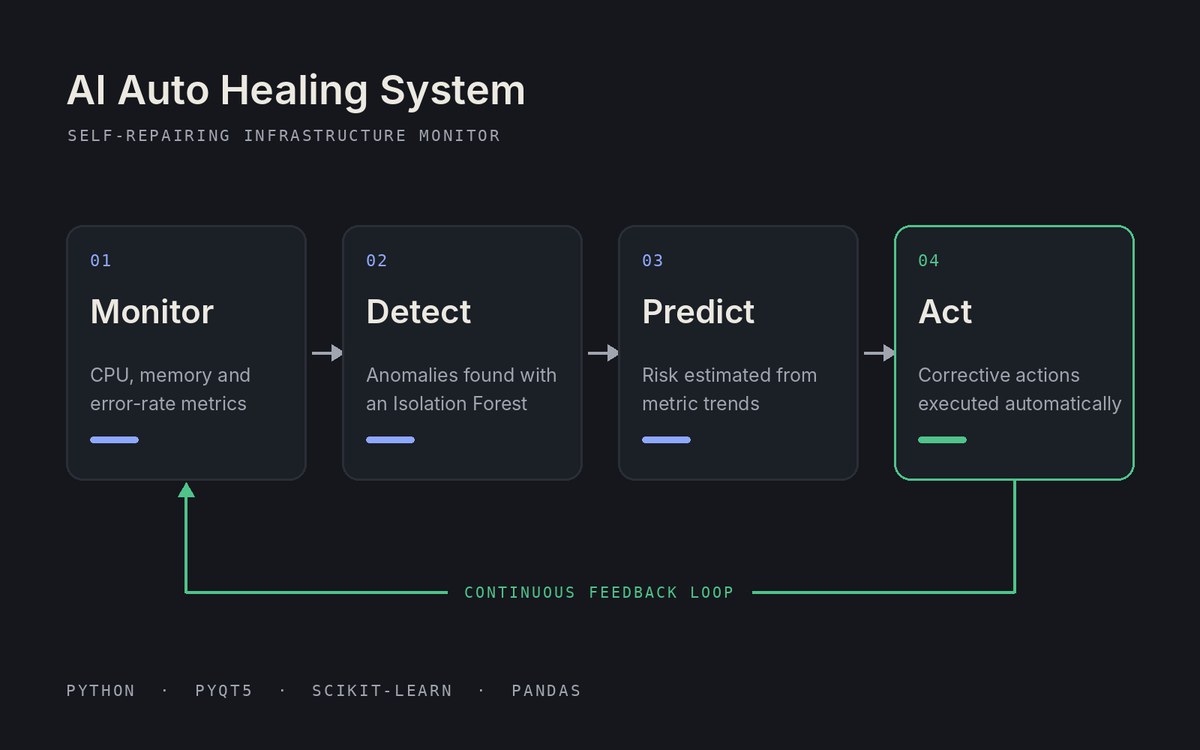 AI Auto Healing System
SELF-REPAIRING INFRASTRUCTURE MONITOR
01
Monitor
CPU, memory and
error-rate metrics
02
Detect
Anomalies found with
an Isolation Forest
03
Predict
Risk estimated from
metric trends
04
Act
Corrective actions
executed automatically
CONTINUOUS FEEDBACK LOOP
PYTHON · PYQT5 · SCIKIT-LEARN · PANDAS